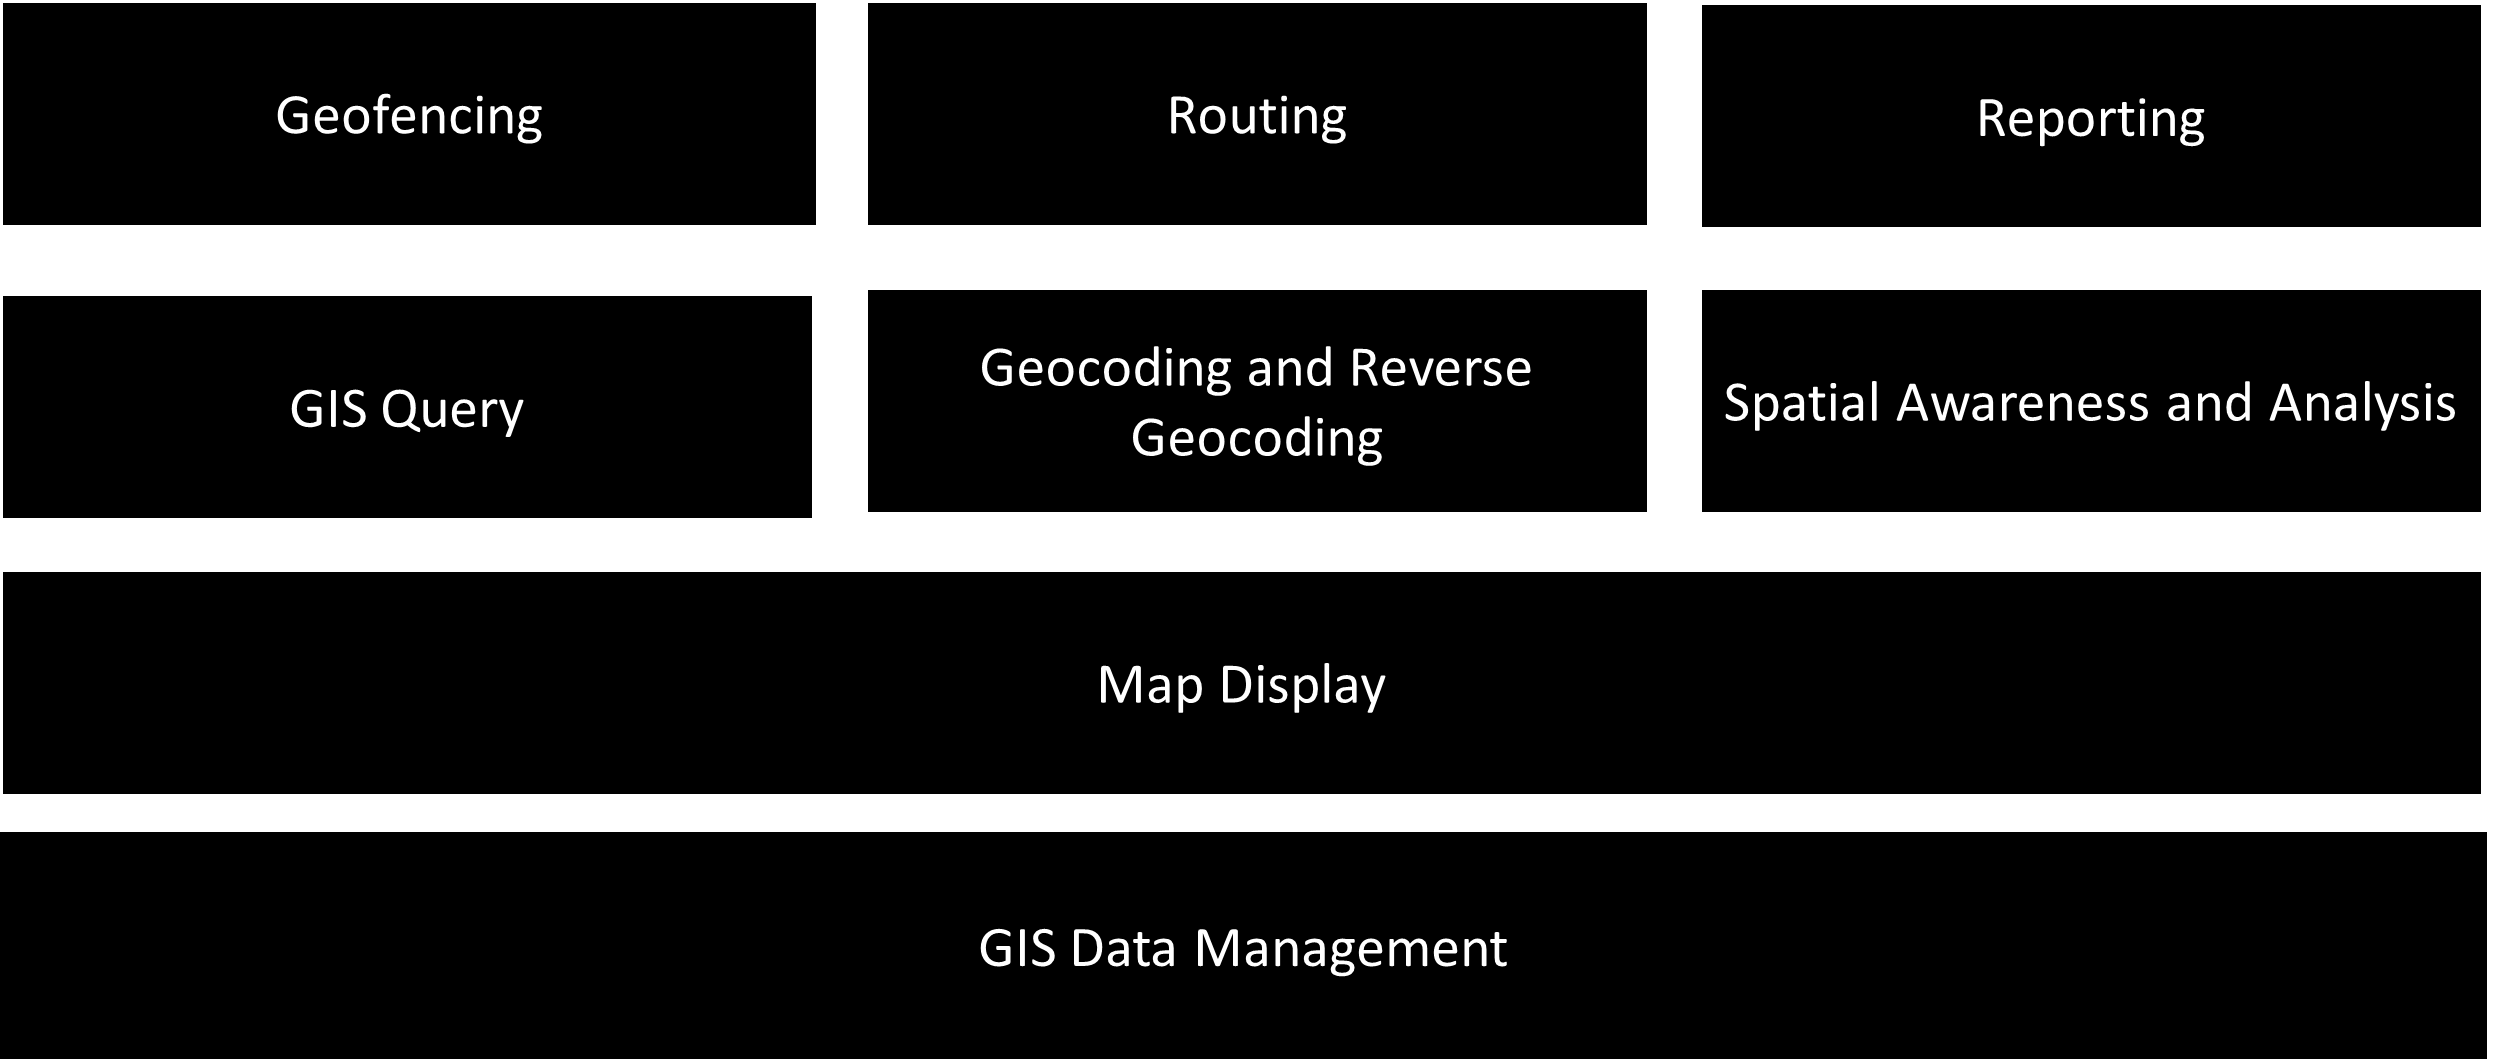 Geofencing
Routing
Reporting
GIS Query
Geocoding and Reverse
Geocoding
Spatial Awareness and Analysis
Map Display
GIS Data Management